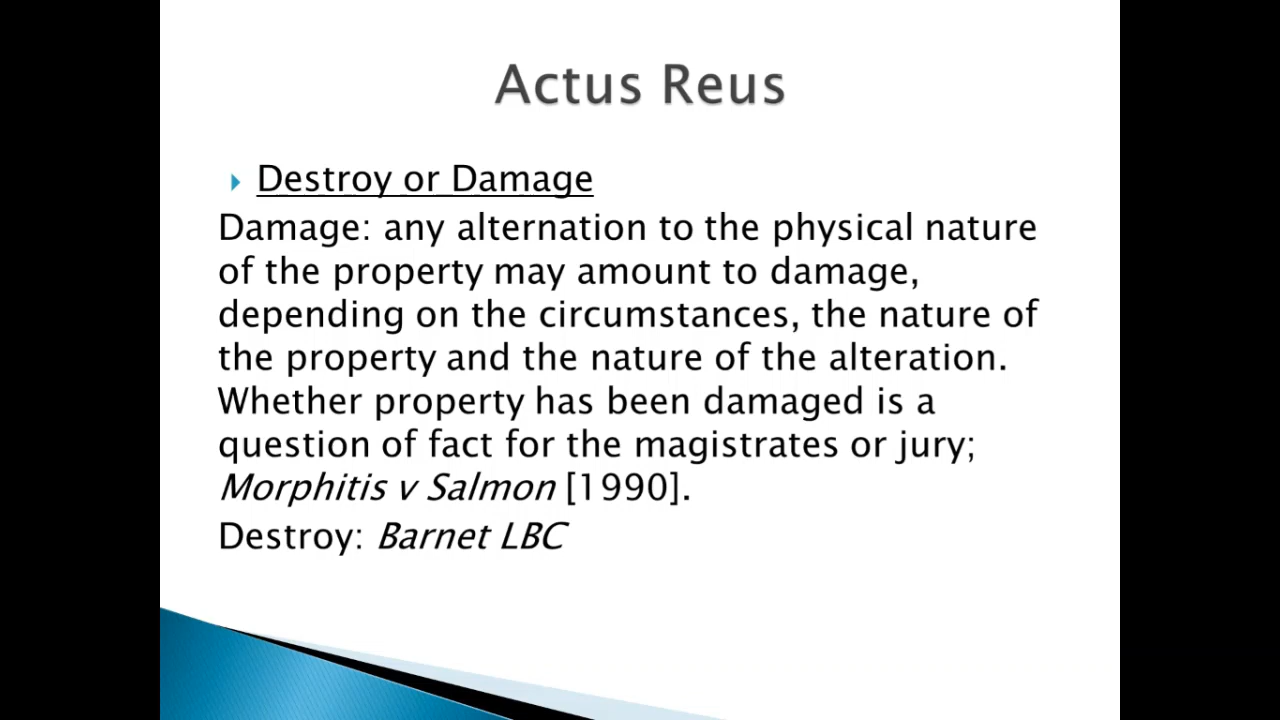 Actus Reus
Destroy or Damage
Damage: any alternation to the physical nature
of the property may amount to damage,
depending on the circumstances, the nature of
the property and the nature of the alteration.
Whether property has been damaged is a
question of fact for the magistrates or jury;
Morphitis v Salmon [1990].
Destroy: Barnet LBC